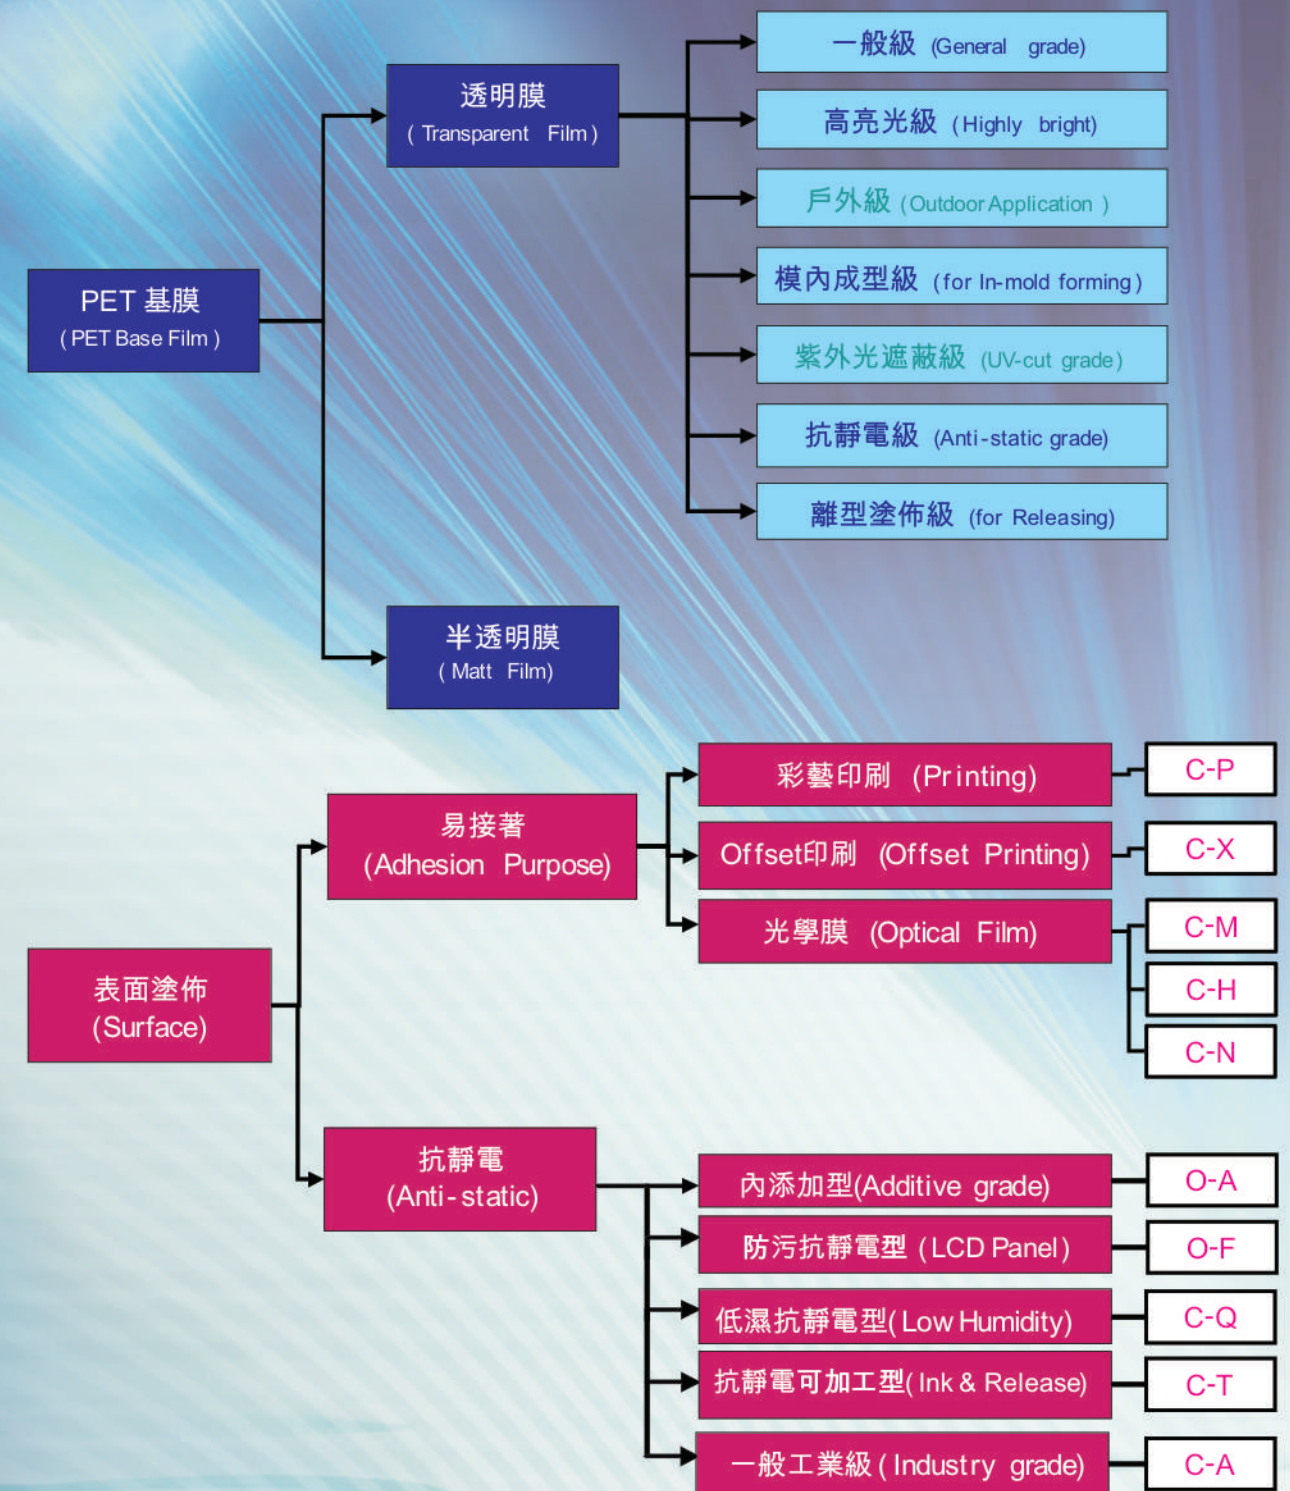 一般級 (General grade)
透明膜
( Transparent Film )
高亮光級 (Highly bright)
戶外級 (Outdoor Application )
PET 基膜
( PET Base Film )
模內成型級 (for In-mold forming)
紫外光遮蔽級 (UV-cut grade)
抗靜電級 (Anti-static grade)
離型塗佈級 (for Releasing)
半透明膜
( Matt Film)
彩藝印刷 (Printing)
C-P
易接著
(Adhesion Purpose)
Offset印刷 (Offset Printing)
C-X
光學膜 (Optical Film)
C-M
C-H
C-N
表面塗佈
(Surface)
抗靜電
(Anti-static)
內添加型(Additive grade)
O-A
防污抗靜電型 (LCD Panel)
O-F
低濕抗靜電型(Low Humidity)
C-Q
抗靜電可加工型(Ink & Release)
C-T
一般工業級 (Industry grade)
C-A